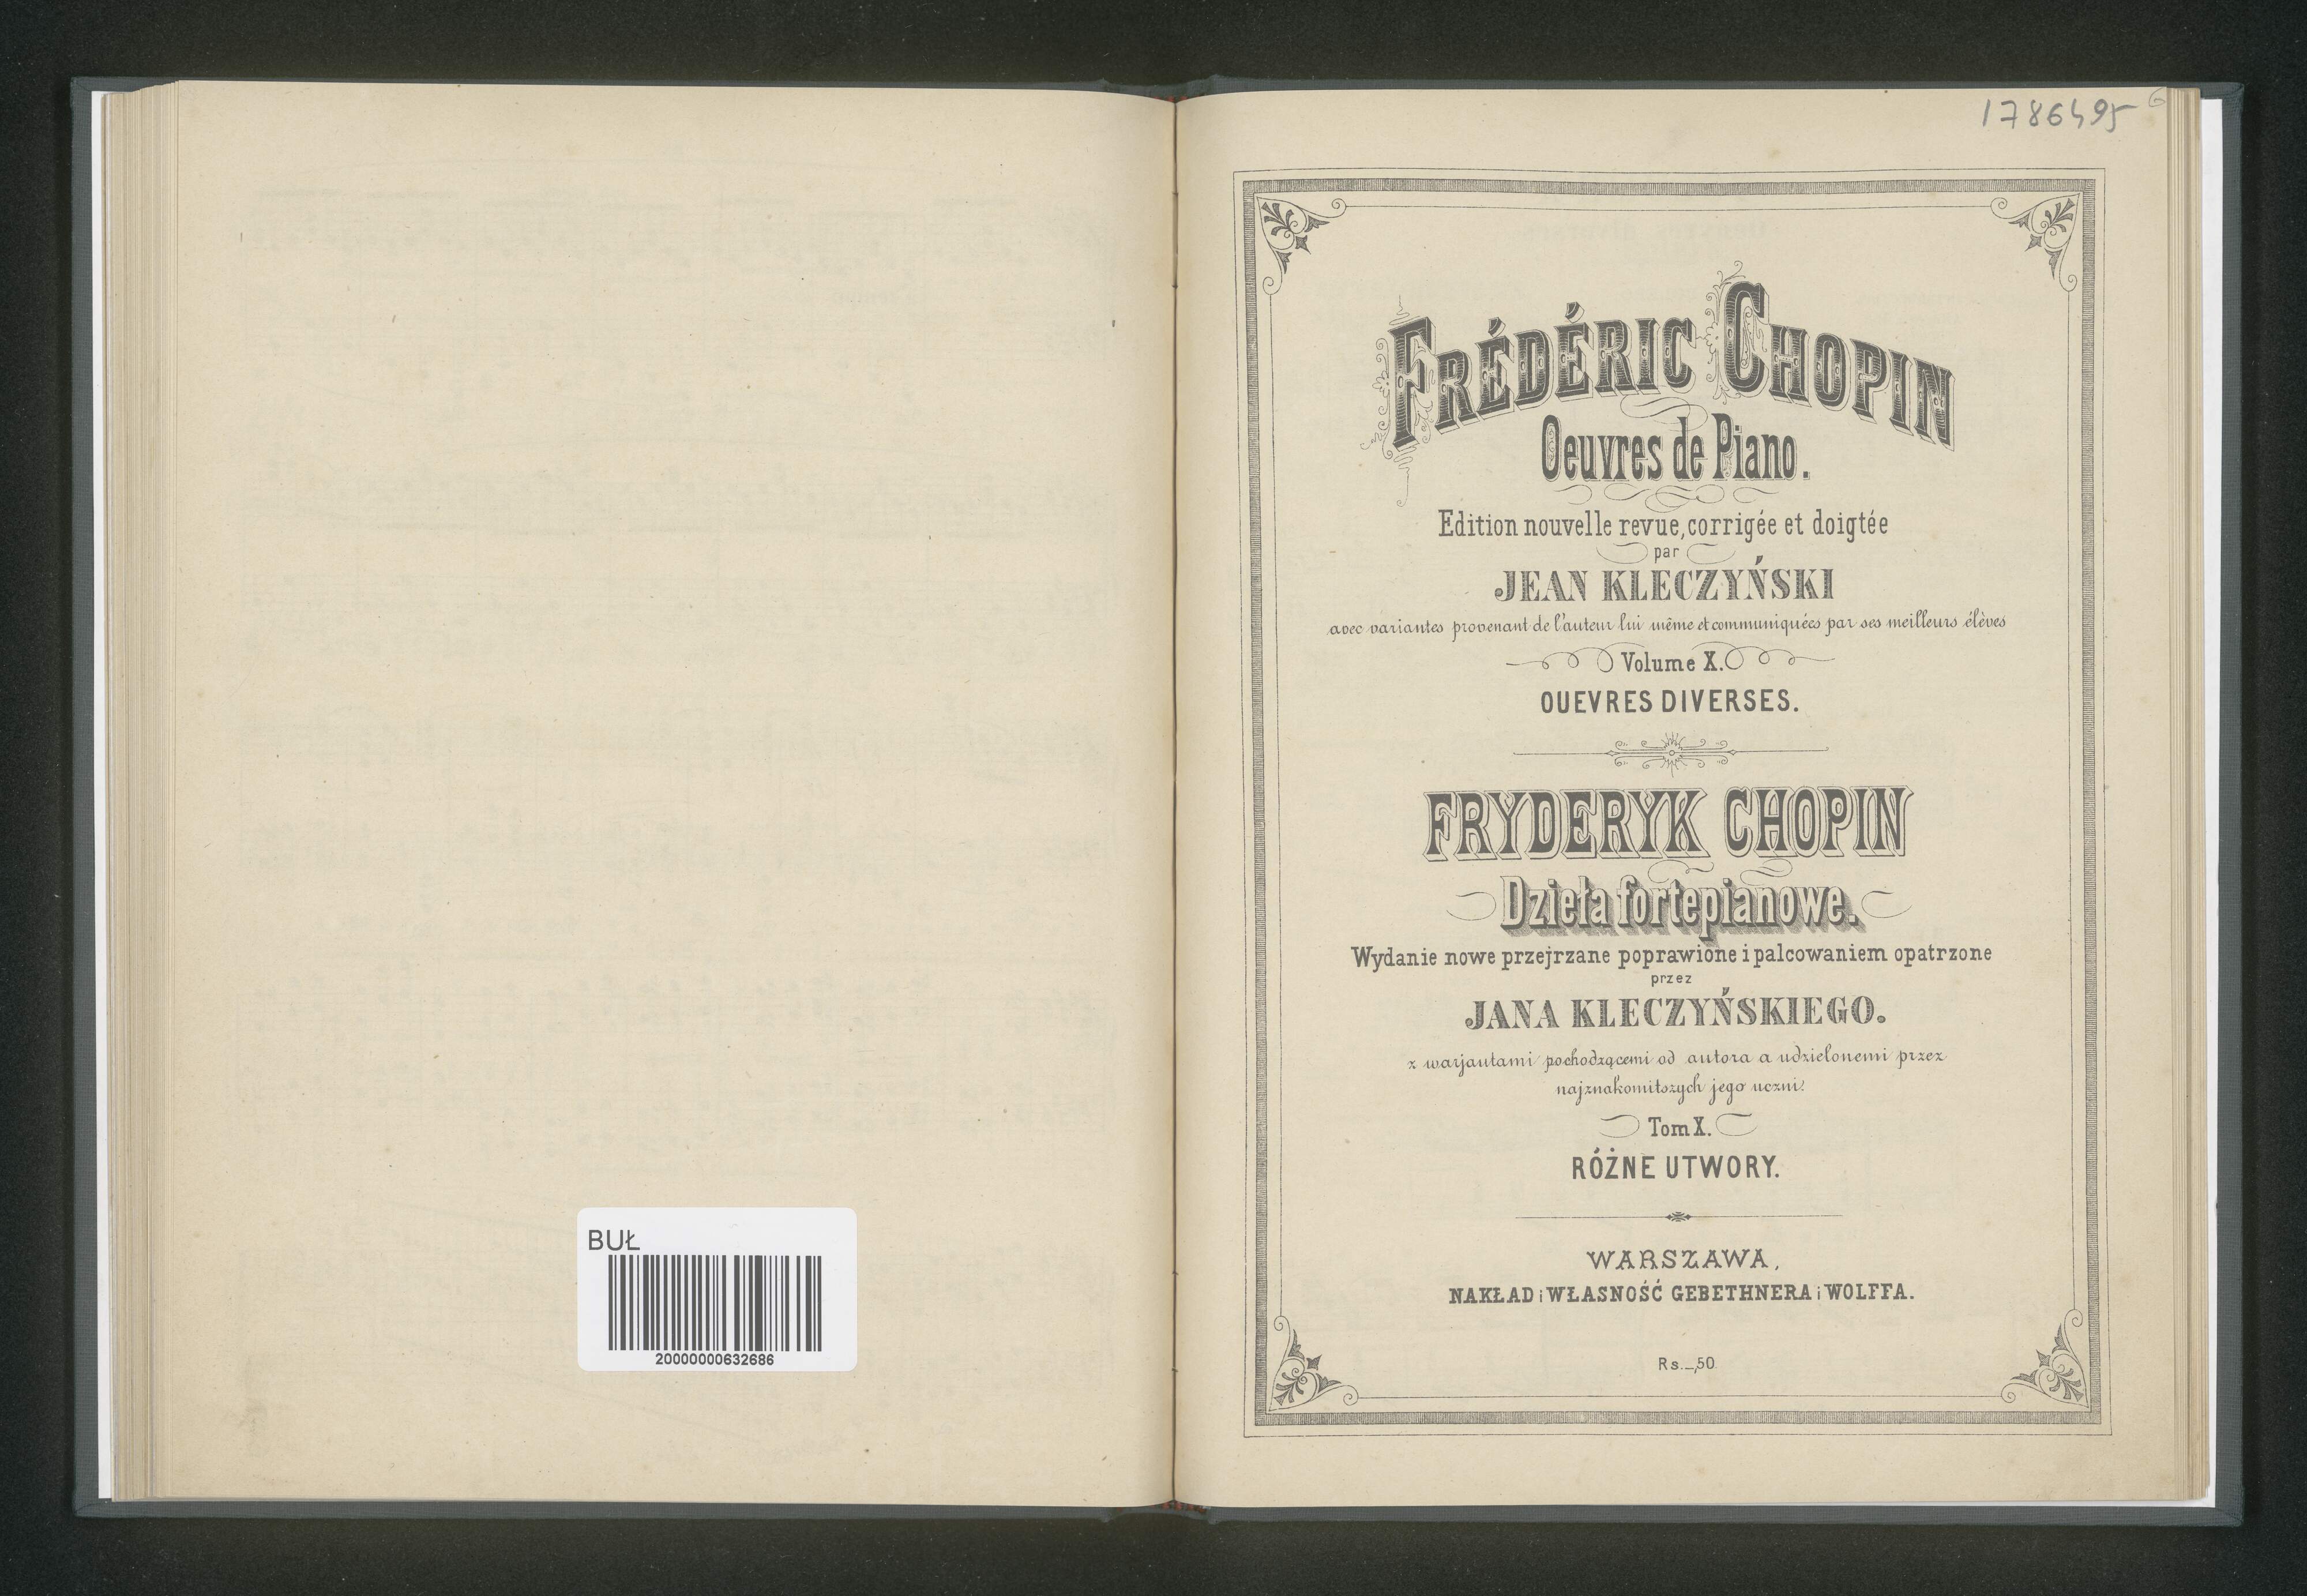 BUŁ
20000000632686
1786495
6
FRÉDÉRIC CHOPIN
Oeuvres de Piano.
Edition nouvelle revue, corrigée et doigtée
par
JEAN KLECZYŃSKI
avec variantes provenant de l'auteur lui même et communiquées par ses meilleurs élèves
Volume X.
OUEVRES DIVERSES.
FRYDERYK CHOPIN
Dzieła fortepianowe.
Wydanie nowe przejrzane poprawione i palcowaniem opatrzone
przez
JANA KLECZYŃSKIEGO.
z warjantami pochodzącemi od autora a udzielonemi przez
najznakomitszych jego uczni.
Tom X.
RÓŻNE UTWORY.
WARSZAWA,
NAKŁAD i WŁASNOŚĆ GEBETHNERA i WOLFFA.
Rs._,50